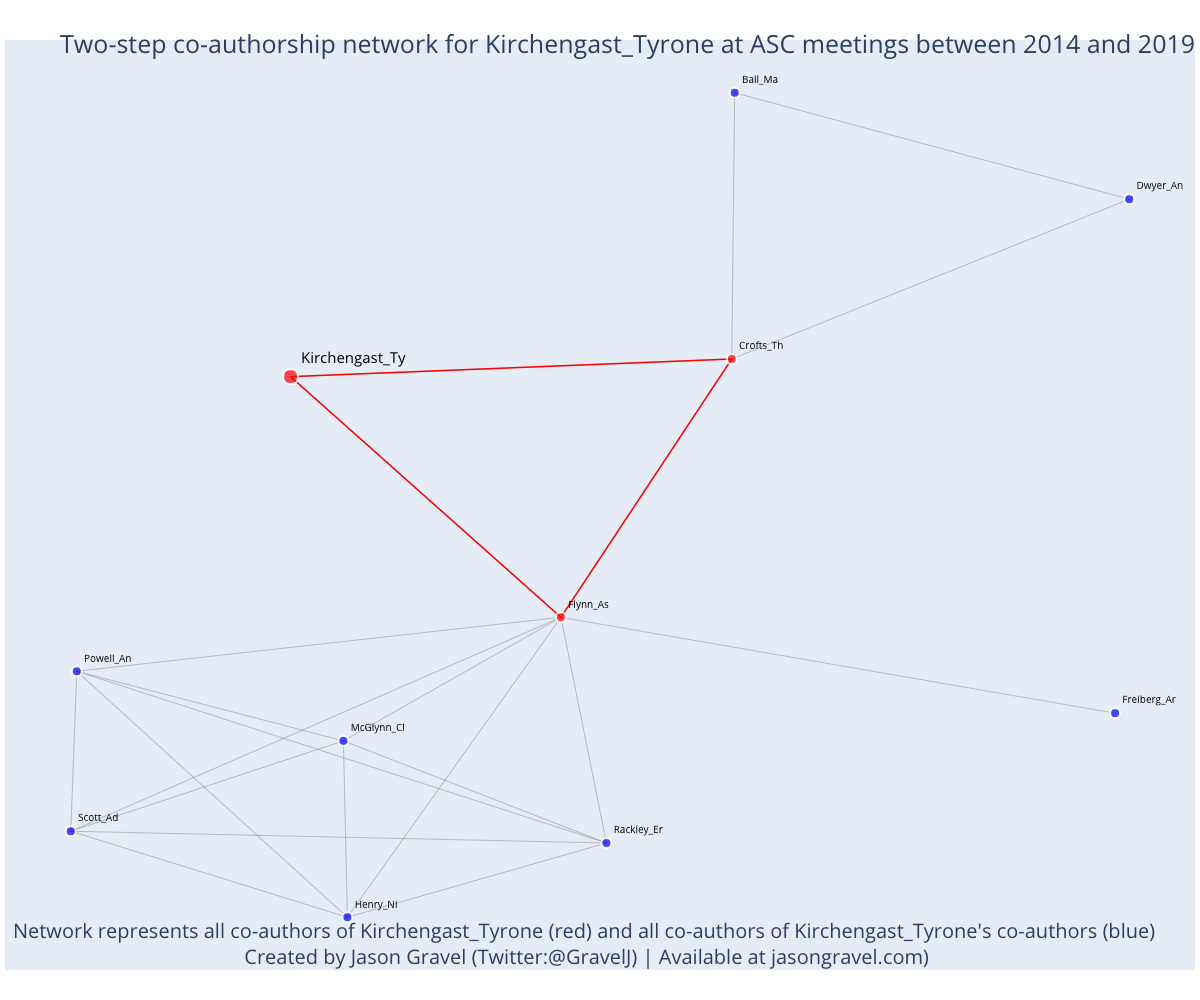 Two-step co-authorship network for Kirchengast_Tyrone at ASC meetings between 2014 and 2019
Ball_Ma
Dwyer_An
Crofts_Th
Kirchengast_Ty
Flynn_As
Powell_An
Freiberg_Ar
McGlynn_Cl
Scott_Ad
Rackley_Er
Henry_Ni
Network represents all co-authors of Kirchengast_Tyrone (red) and all co-authors of Kirchengast_Tyrone's co-authors (blue)
Created by Jason Gravel (Twitter:@GravelJ) | Available at jasongravel.com)